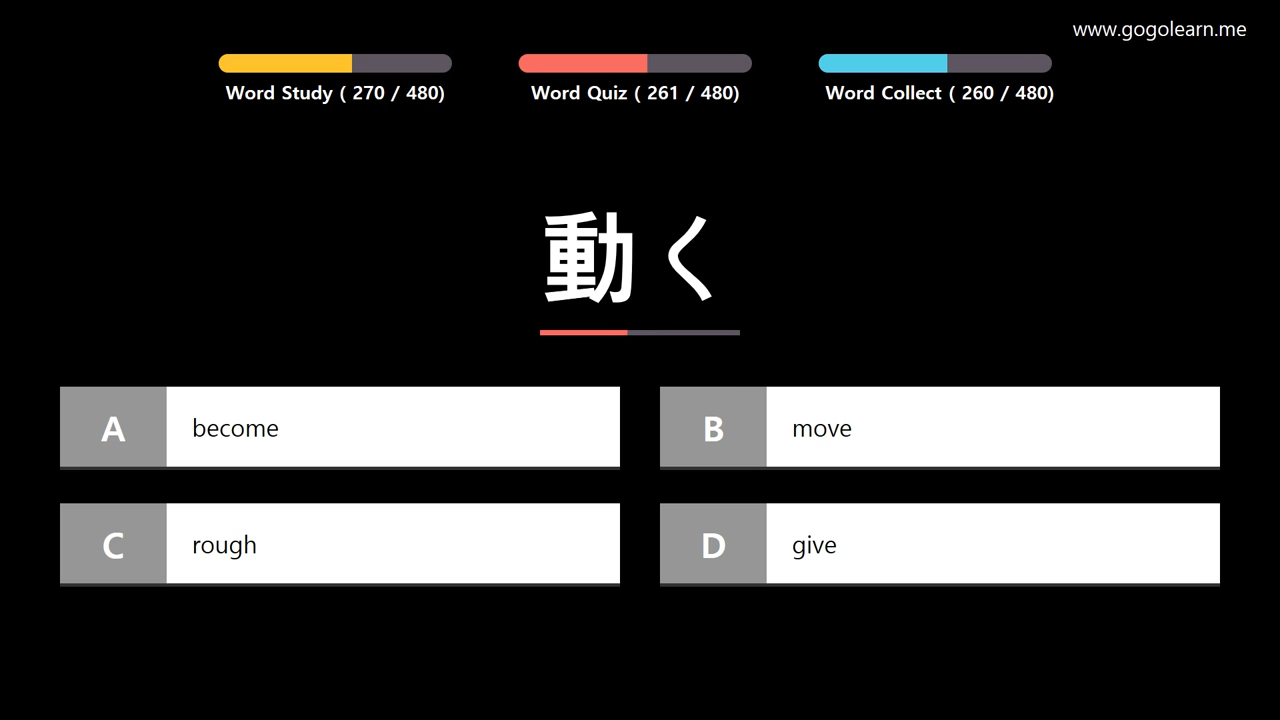 www.gogolearn.me
Word Study ( 270 / 480)
Word Quiz ( 261 / 480)
Word Collect ( 260 / 480)
動く
A become
B move
C rough
D give